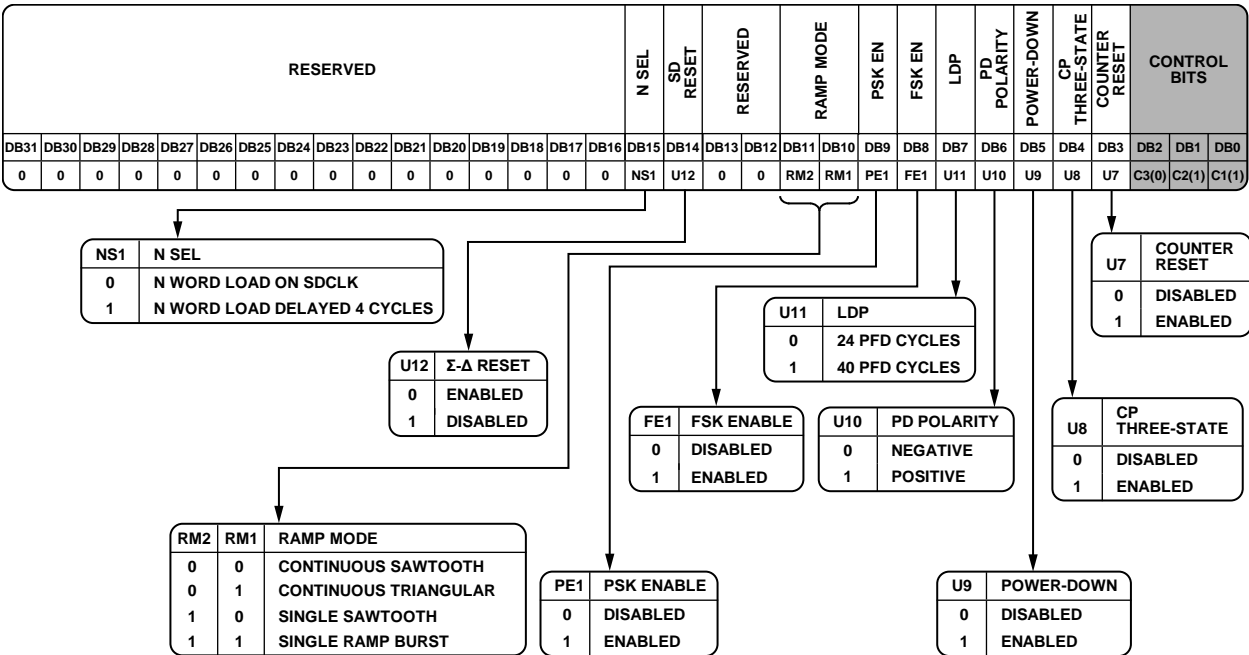 RESERVED
N SEL
SD
RESET
RESERVED
RAMP MODE
PSK EN
FSK EN
LDP
PD
POLARITY
POWER-DOWN
CP
THREE-STATE
COUNTER
RESET
CONTROL
BITS
DB31 DB30 DB29 DB28 DB27 DB26 DB25 DB24 DB23 DB22 DB21 DB20 DB19 DB18 DB17 DB16 DB15 DB14 DB13 DB12 DB11 DB10 DB9 DB8 DB7 DB6 DB5 DB4 DB3 DB2 DB1 DB0
0 0 0 0 0 0 0 0 0 0 0 0 0 0 0 0 NS1 U12 0 0 RM2 RM1 PE1 FE1 U11 U10 U9 U8 U7 C3(0) C2(1) C1(1)
NS1 N SEL
0 N WORD LOAD ON SDCLK
1 N WORD LOAD DELAYED 4 CYCLES
U7 COUNTER
RESET
0 DISABLED
1 ENABLED
U11 LDP
0 24 PFD CYCLES
1 40 PFD CYCLES
U12 Σ-Δ RESET
0 ENABLED
1 DISABLED
FE1 FSK ENABLE
0 DISABLED
1 ENABLED
U10 PD POLARITY
0 NEGATIVE
1 POSITIVE
U8 CP
THREE-STATE
0 DISABLED
1 ENABLED
RM2 RM1 RAMP MODE
0 0 CONTINUOUS SAWTOOTH
0 1 CONTINUOUS TRIANGULAR
1 0 SINGLE SAWTOOTH
1 1 SINGLE RAMP BURST
PE1 PSK ENABLE
0 DISABLED
1 ENABLED
U9 POWER-DOWN
0 DISABLED
1 ENABLED